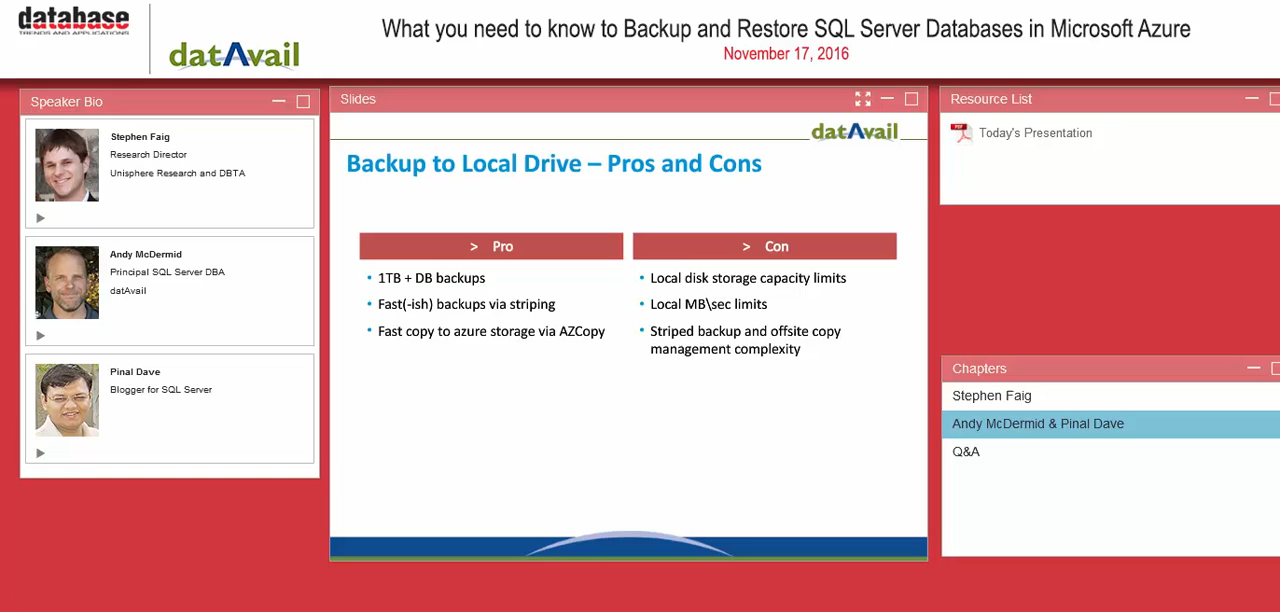 database
TRENDS AND APPLICATIONS
datAvail
What you need to know to Backup and Restore SQL Server Databases in Microsoft Azure
November 17, 2016
Speaker Bio
Stephen Faig
Research Director
Unisphere Research and DBTA
Andy McDermid
Principal SQL Server DBA
datAvail
Pinal Dave
Blogger for SQL Server
Slides
datAvail
Backup to Local Drive – Pros and Cons
> Pro
• 1TB + DB backups
• Fast(-ish) backups via striping
• Fast copy to azure storage via AZCopy
> Con
• Local disk storage capacity limits
• Local MB\sec limits
• Striped backup and offsite copy
management complexity
Resource List
PDF
Today's Presentation
Chapters
Stephen Faig
Andy McDermid & Pinal Dave
Q&A